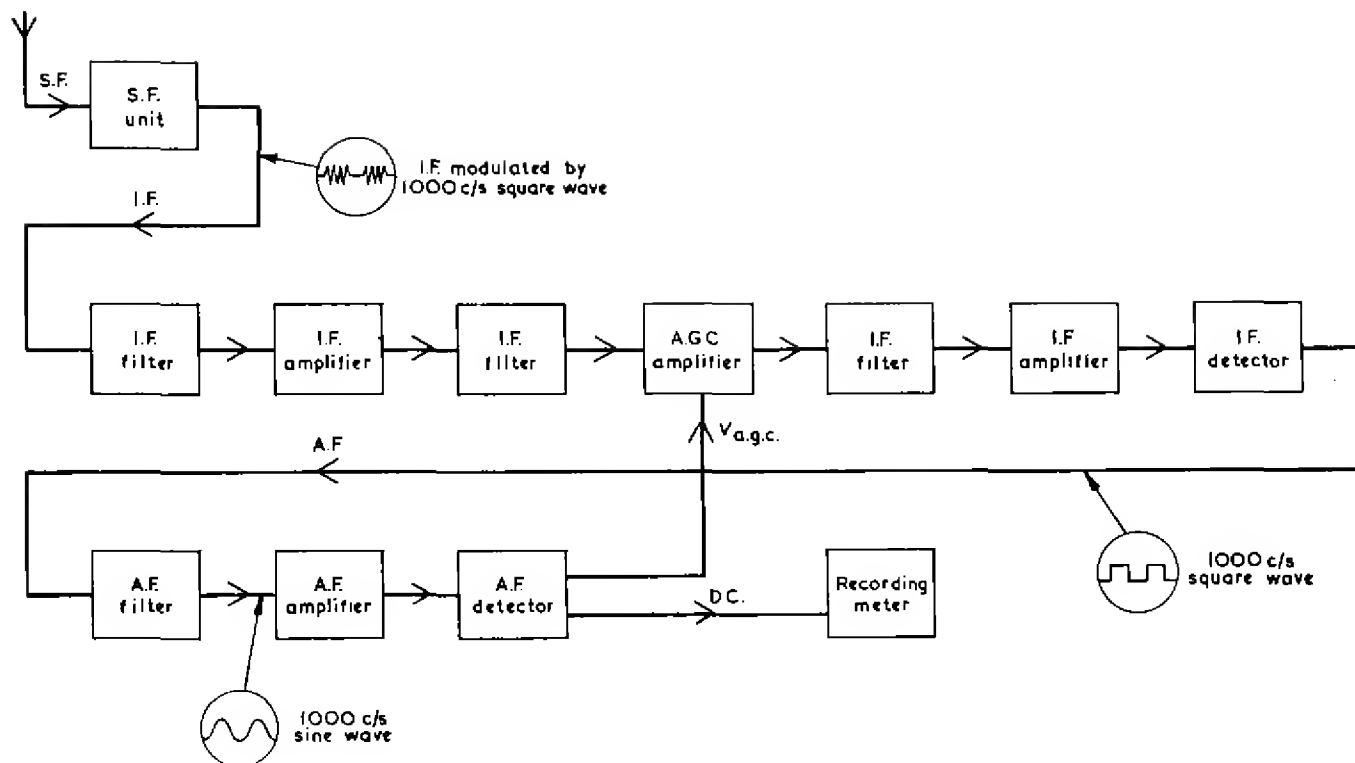 S.F.
S.F.
unit
I.F. modulated by
1000 c/s square wave
I.F.
I.F.
filter
I.F.
amplifier
I.F.
filter
A.G.C
amplifier
I.F.
filter
I.F
amplifier
I.F.
detector
Va.g.c.
A.F
1000 c/s
square wave
A.F.
filter
A.F.
amplifier
A.F.
detector
D.C.
Recording
meter
1000 c/s
sine wave